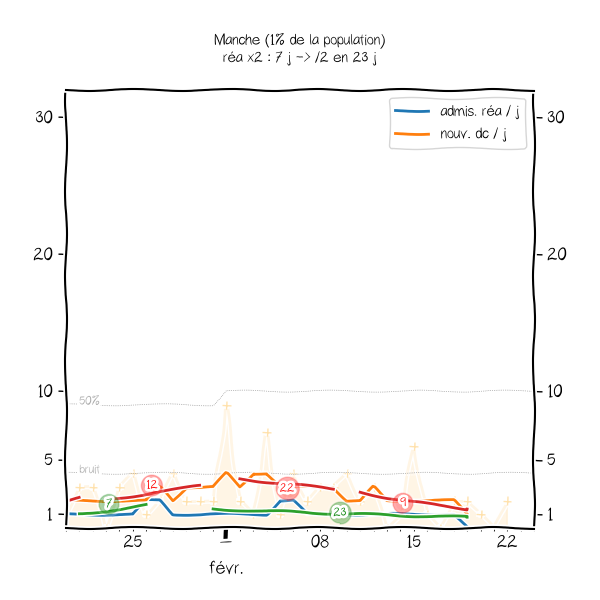 Manche (1% de la population)
réa x2 : 7 j -> /2 en 23 j
admis. réa / j
nouv. dc / j
30 30
20 20
10 10
50%
5 5
bruit
12
22
7
9
23
1 1
25 1 08 15 22
févr.